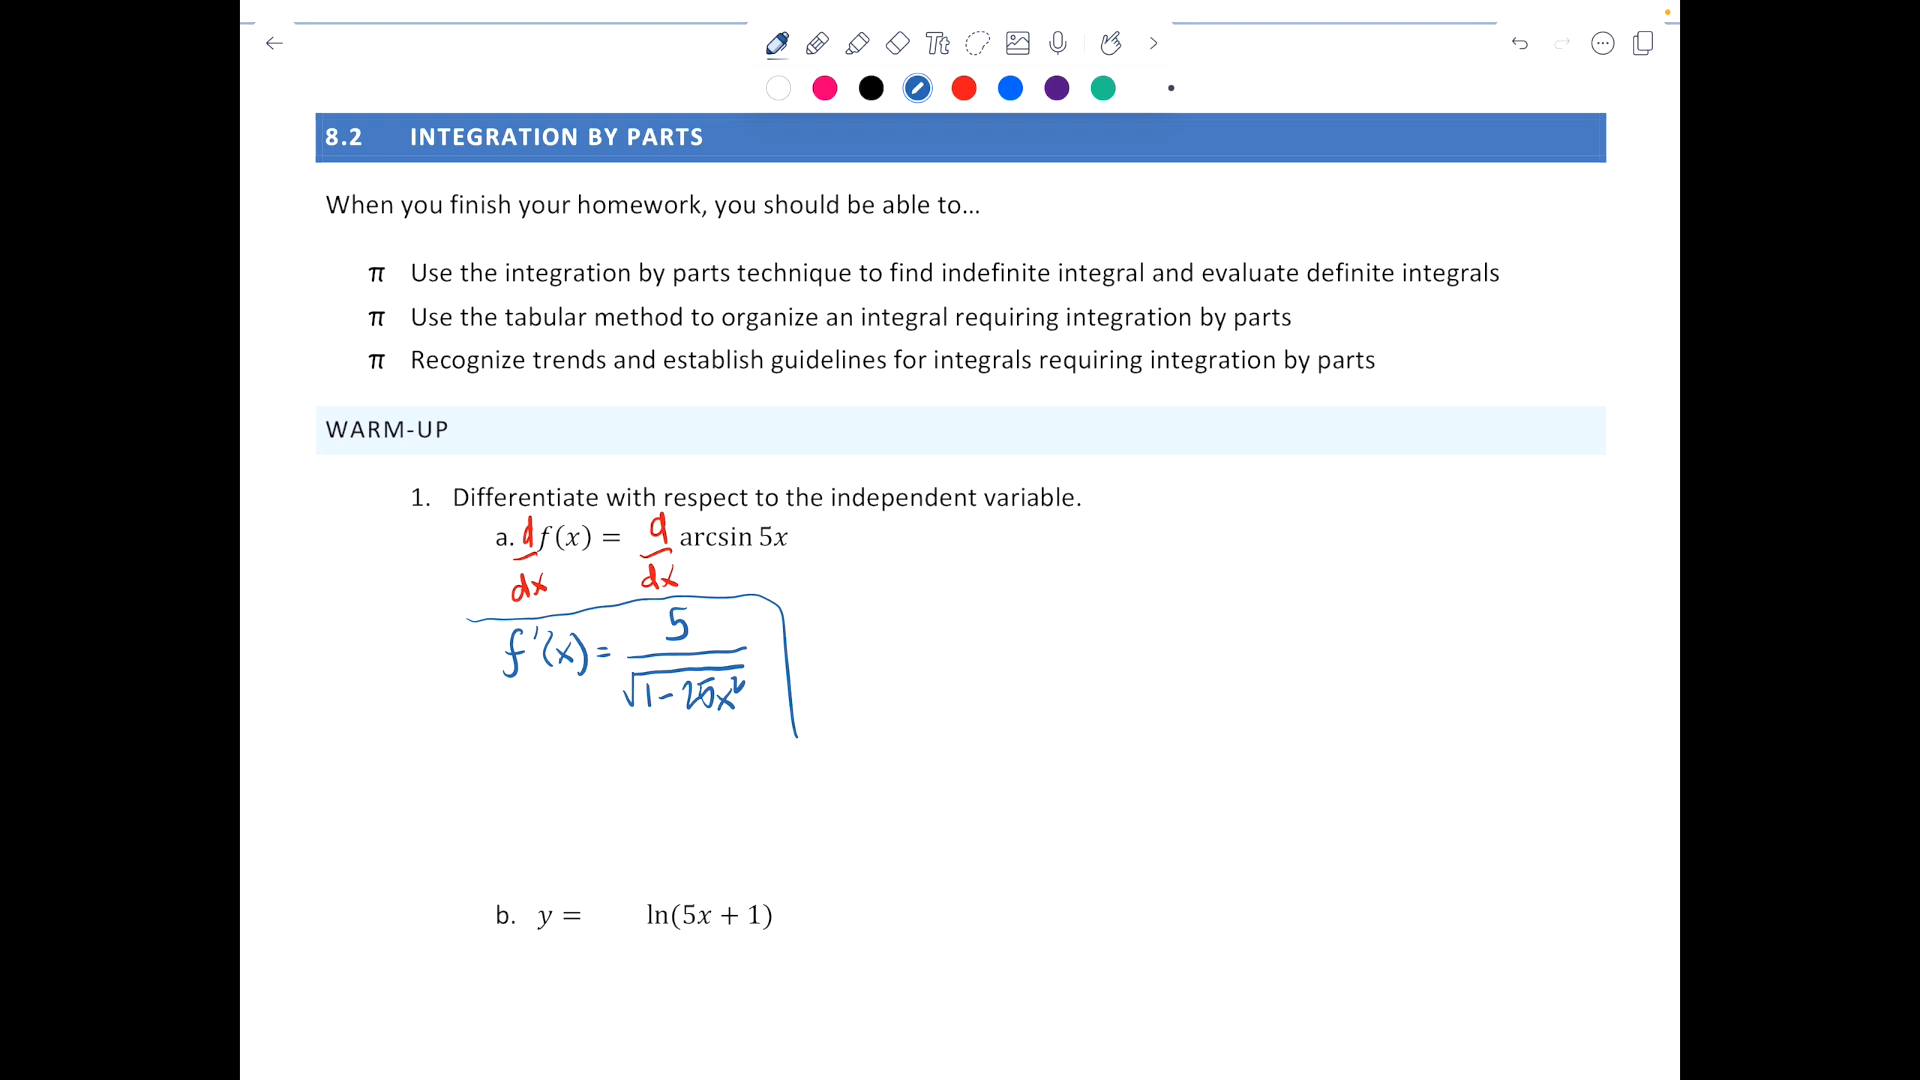 Tt
8.2 INTEGRATION BY PARTS
When you finish your homework, you should be able to…
π Use the integration by parts technique to find indefinite integral and evaluate definite integrals
π Use the tabular method to organize an integral requiring integration by parts
π Recognize trends and establish guidelines for integrals requiring integration by parts
WARM-UP
1. Differentiate with respect to the independent variable.
a. d/dx f(x) = d/dx arcsin 5x
f'(x) = 5/√(1-25x²)
b. y = ln(5x + 1)